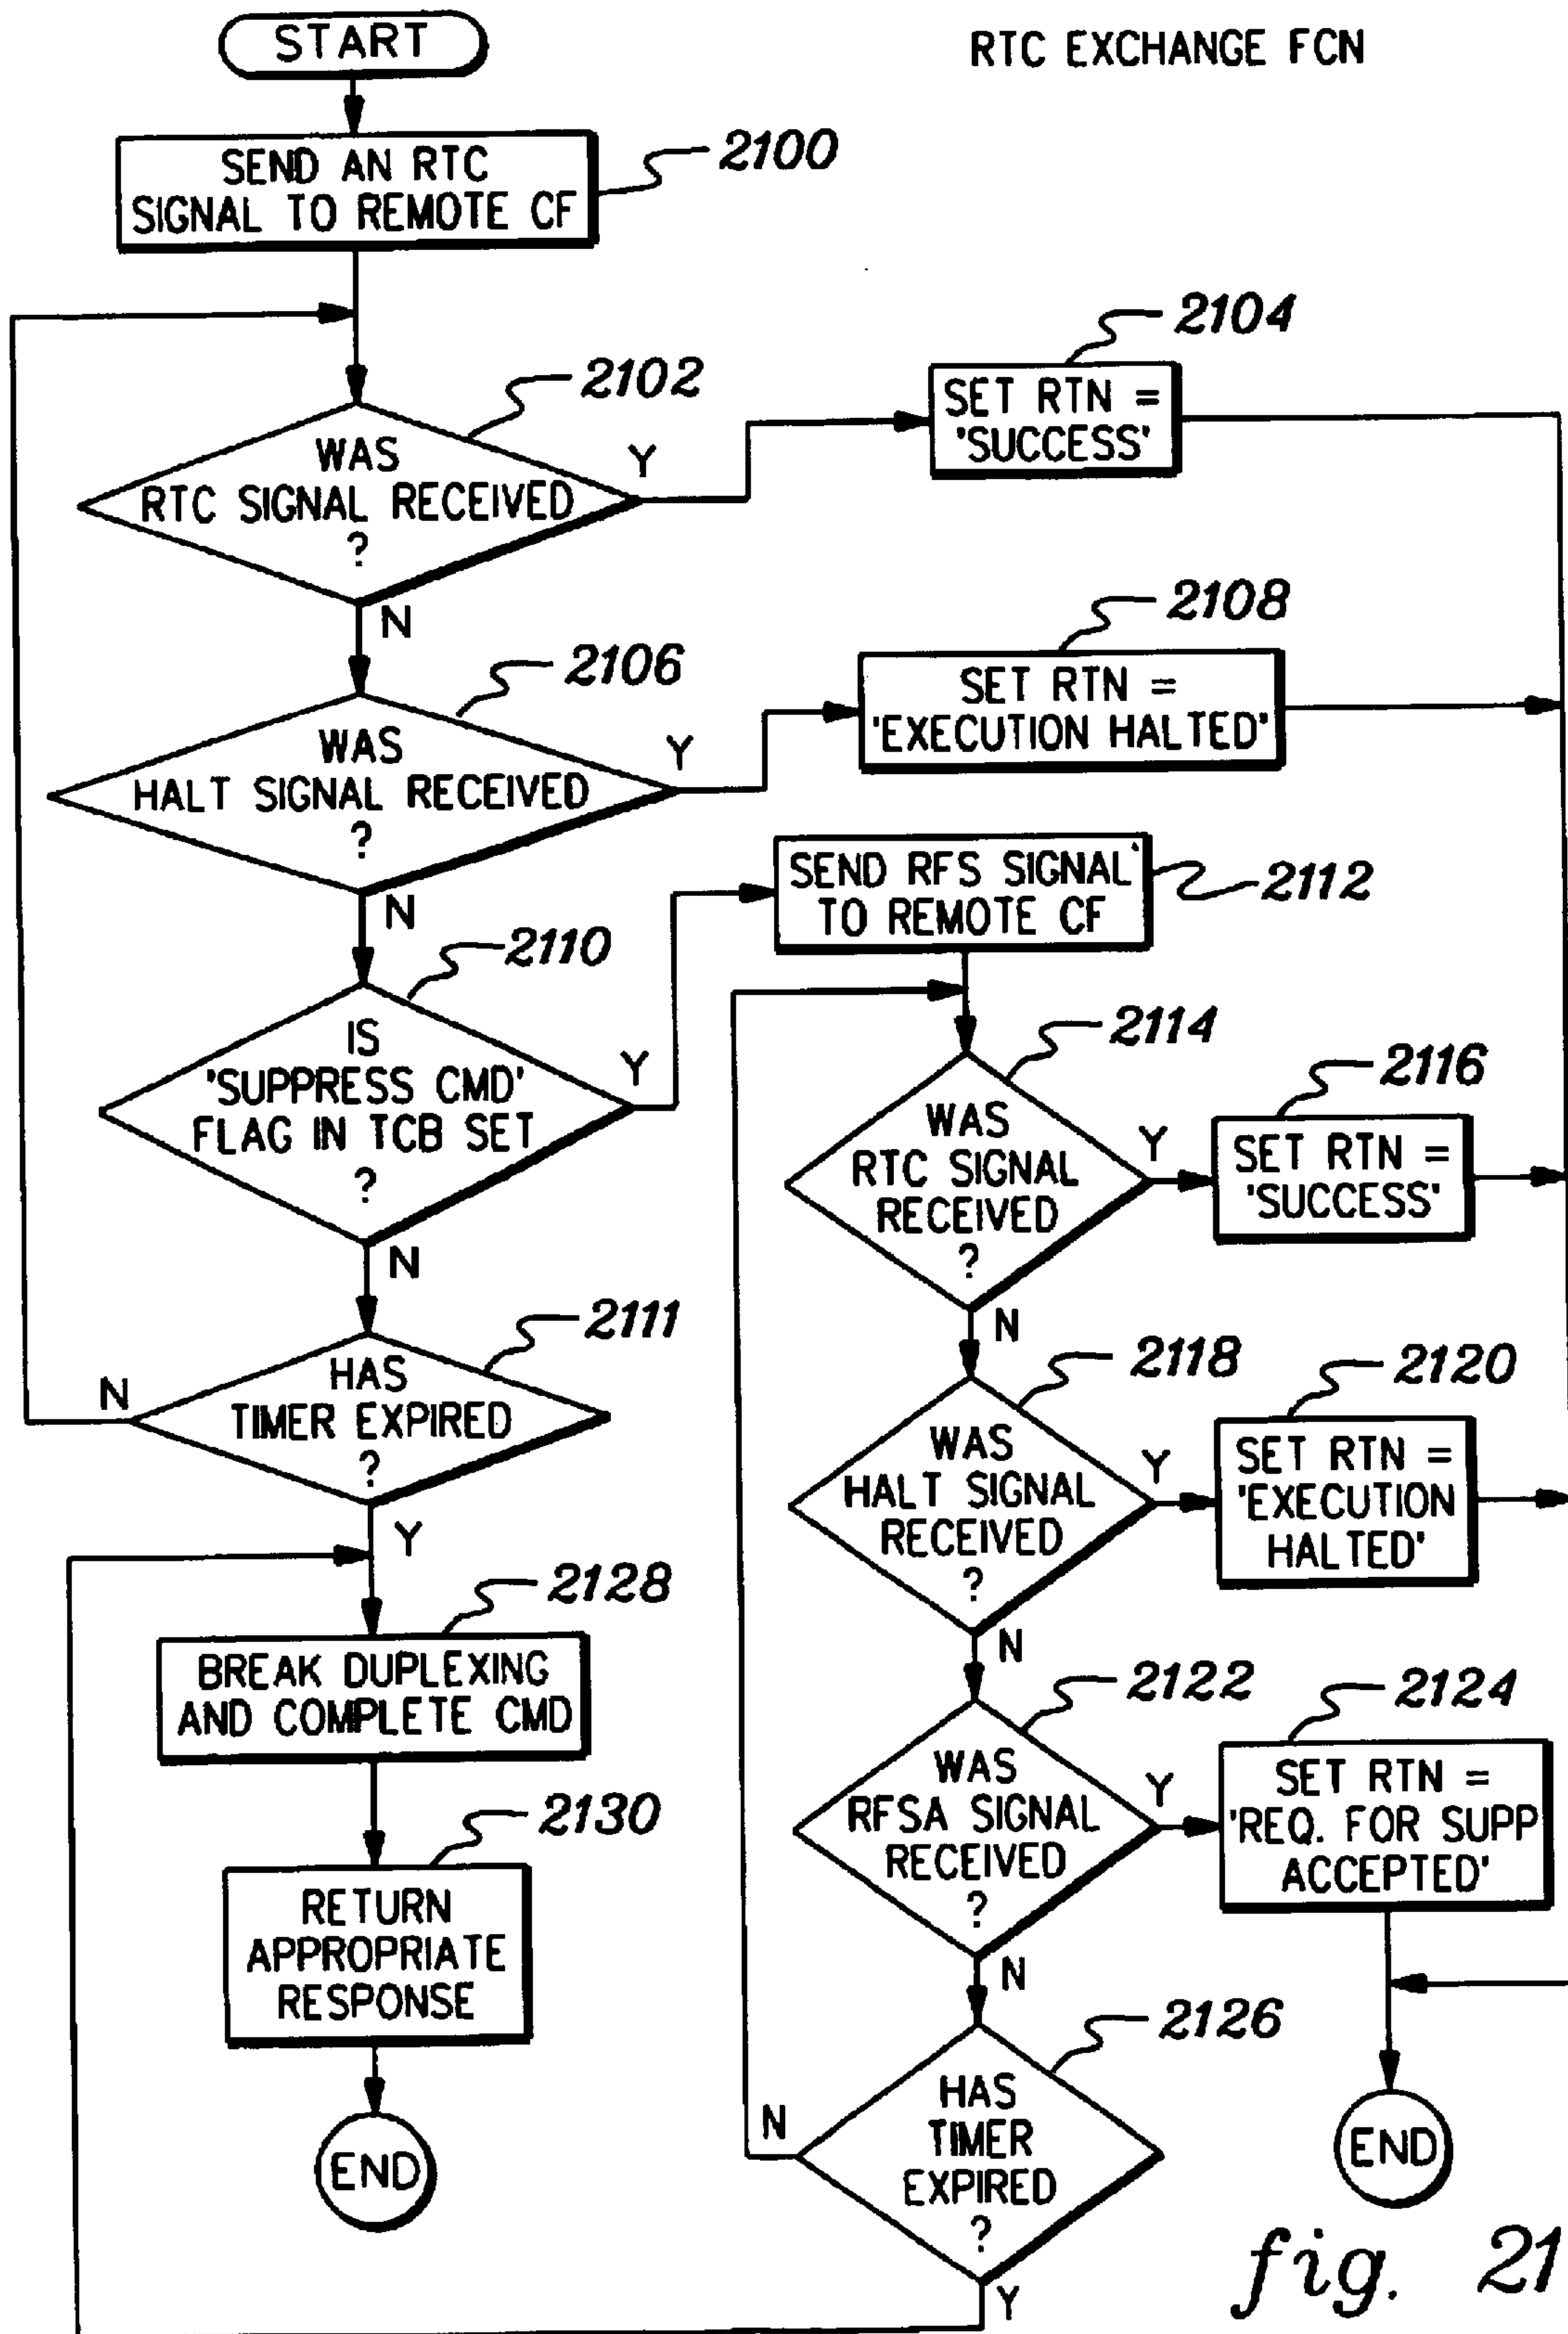 START
RTC EXCHANGE FCN
SEND AN RTC
SIGNAL TO REMOTE CF
2100
2102
WAS
RTC SIGNAL RECEIVED
?
Y
N
2104
SET RTN =
'SUCCESS'
2106
WAS
HALT SIGNAL RECEIVED
?
Y
N
2108
SET RTN =
'EXECUTION HALTED'
2110
IS
'SUPPRESS CMD'
FLAG IN TCB SET
?
Y
N
SEND RFS SIGNAL
TO REMOTE CF
2112
2111
HAS
TIMER EXPIRED
?
N
Y
2114
WAS
RTC SIGNAL
RECEIVED
?
Y
N
2116
SET RTN =
'SUCCESS'
2118
WAS
HALT SIGNAL
RECEIVED
?
Y
N
2120
SET RTN =
'EXECUTION
HALTED'
2122
WAS
RFSA SIGNAL
RECEIVED
?
Y
N
2124
SET RTN =
'REQ. FOR SUPP
ACCEPTED'
2126
HAS
TIMER
EXPIRED
?
N
Y
END
2128
BREAK DUPLEXING
AND COMPLETE CMD
2130
RETURN
APPROPRIATE
RESPONSE
END
fig. 21